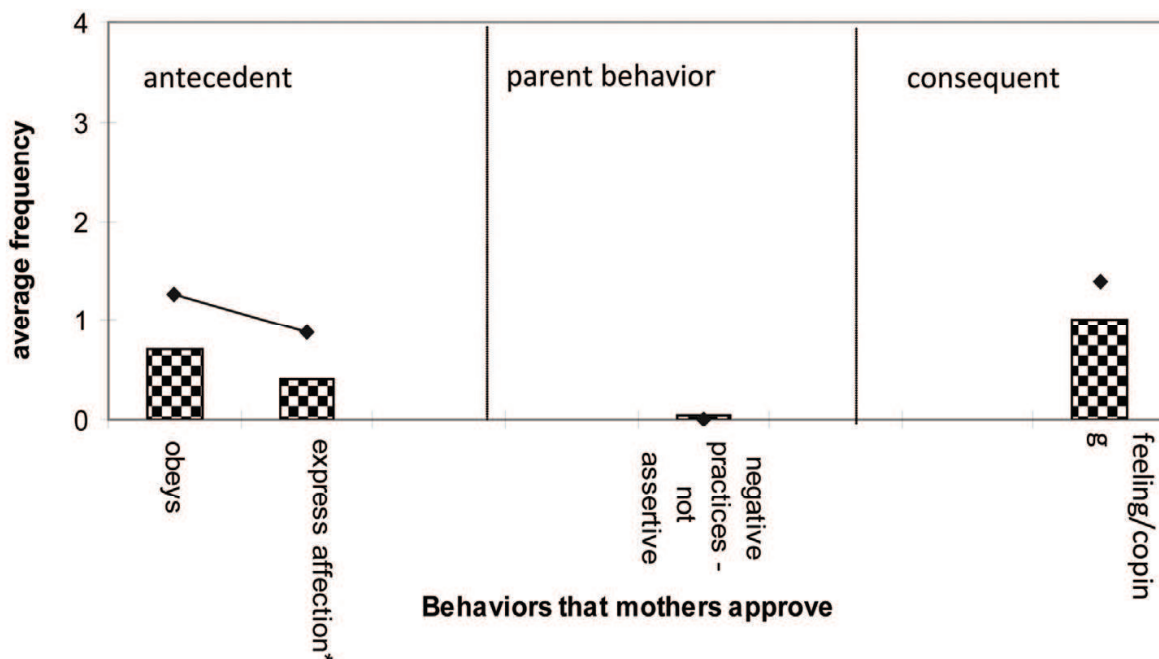 4
3
2
1
0
average frequency
antecedent
parent behavior
consequent
obeys
express affection*
negative
practices -
not
assertive
feeling/copin
g
Behaviors that mothers approve